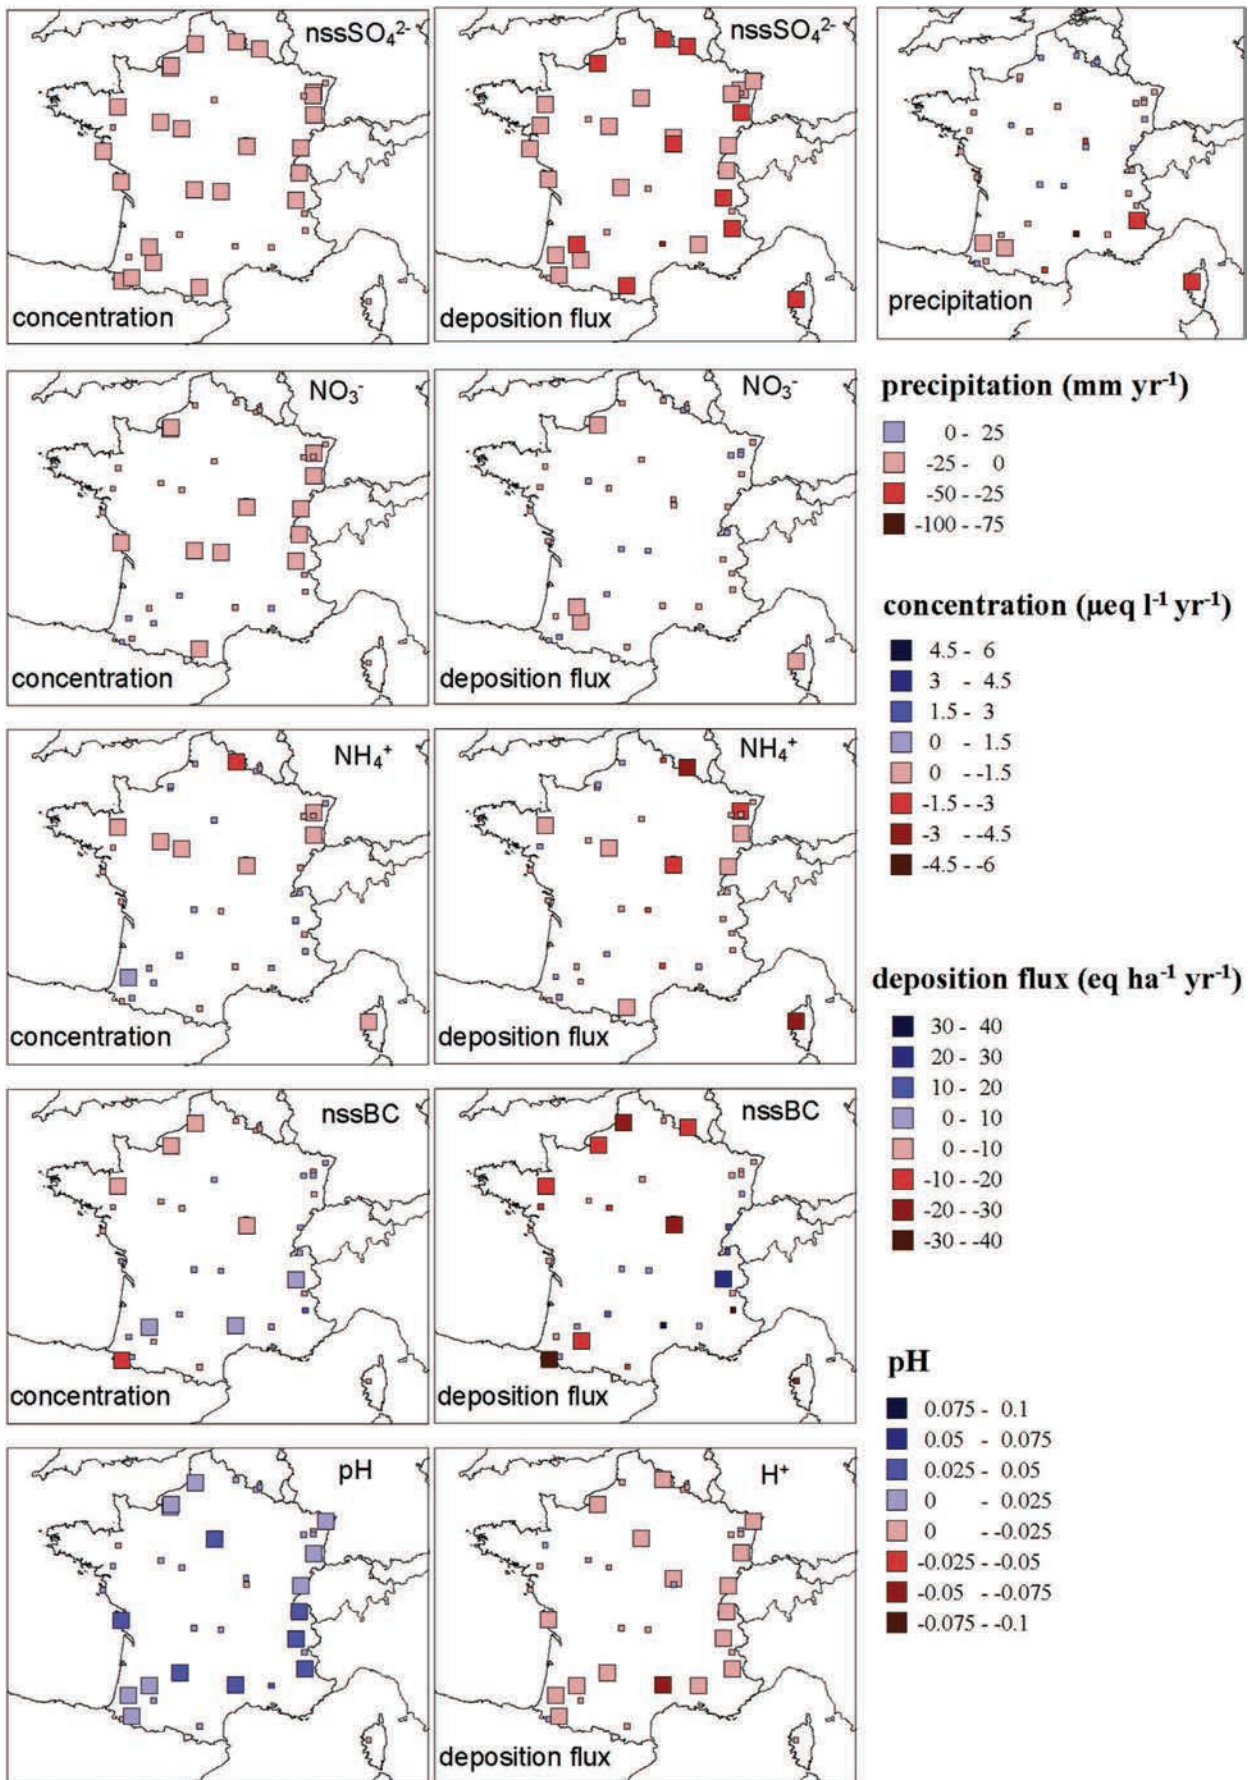 nssSO₄²⁻
concentration
nssSO₄²⁻
deposition flux
precipitation
NO₃⁻
concentration
NO₃⁻
deposition flux
NH₄⁺
concentration
NH₄⁺
deposition flux
nssBC
concentration
nssBC
deposition flux
pH
H⁺
deposition flux
precipitation (mm yr⁻¹)
0 - 25
-25 - 0
-50 - -25
-100 - -75
concentration (µeq l⁻¹ yr⁻¹)
4.5 - 6
3 - 4.5
1.5 - 3
0 - 1.5
0 - -1.5
-1.5 - -3
-3 - -4.5
-4.5 - -6
deposition flux (eq ha⁻¹ yr⁻¹)
30 - 40
20 - 30
10 - 20
0 - 10
0 - -10
-10 - -20
-20 - -30
-30 - -40
pH
0.075 - 0.1
0.05 - 0.075
0.025 - 0.05
0 - 0.025
0 - -0.025
-0.025 - -0.05
-0.05 - -0.075
-0.075 - -0.1